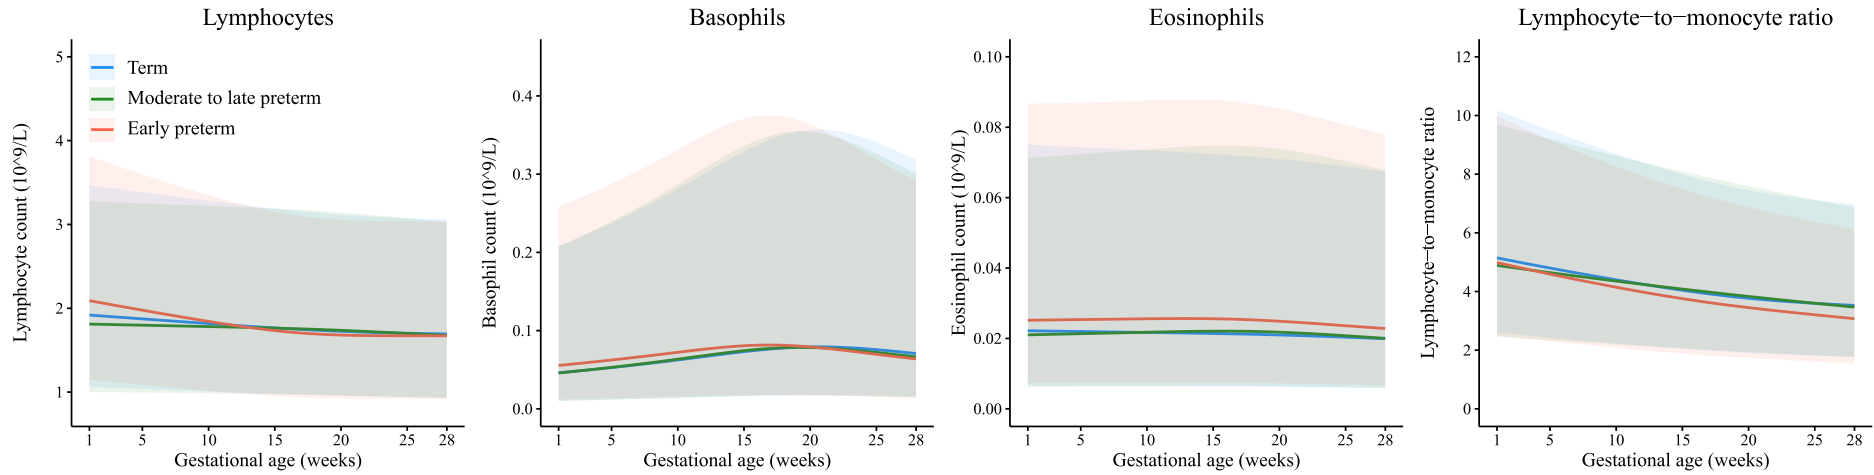 Lymphocytes
Lymphocyte count (10^9/L)
5
4
3
2
1
Term
Moderate to late preterm
Early preterm
1 5 10 15 20 25 28
Gestational age (weeks)
Basophils
Basophil count (10^9/L)
0.4
0.3
0.2
0.1
0.0
1 5 10 15 20 25 28
Gestational age (weeks)
Eosinophils
Eosinophil count (10^9/L)
0.10
0.08
0.06
0.04
0.02
0.00
1 5 10 15 20 25 28
Gestational age (weeks)
Lymphocyte−to−monocyte ratio
Lymphocyte−to−monocyte ratio
12
10
8
6
4
2
0
1 5 10 15 20 25 28
Gestational age (weeks)